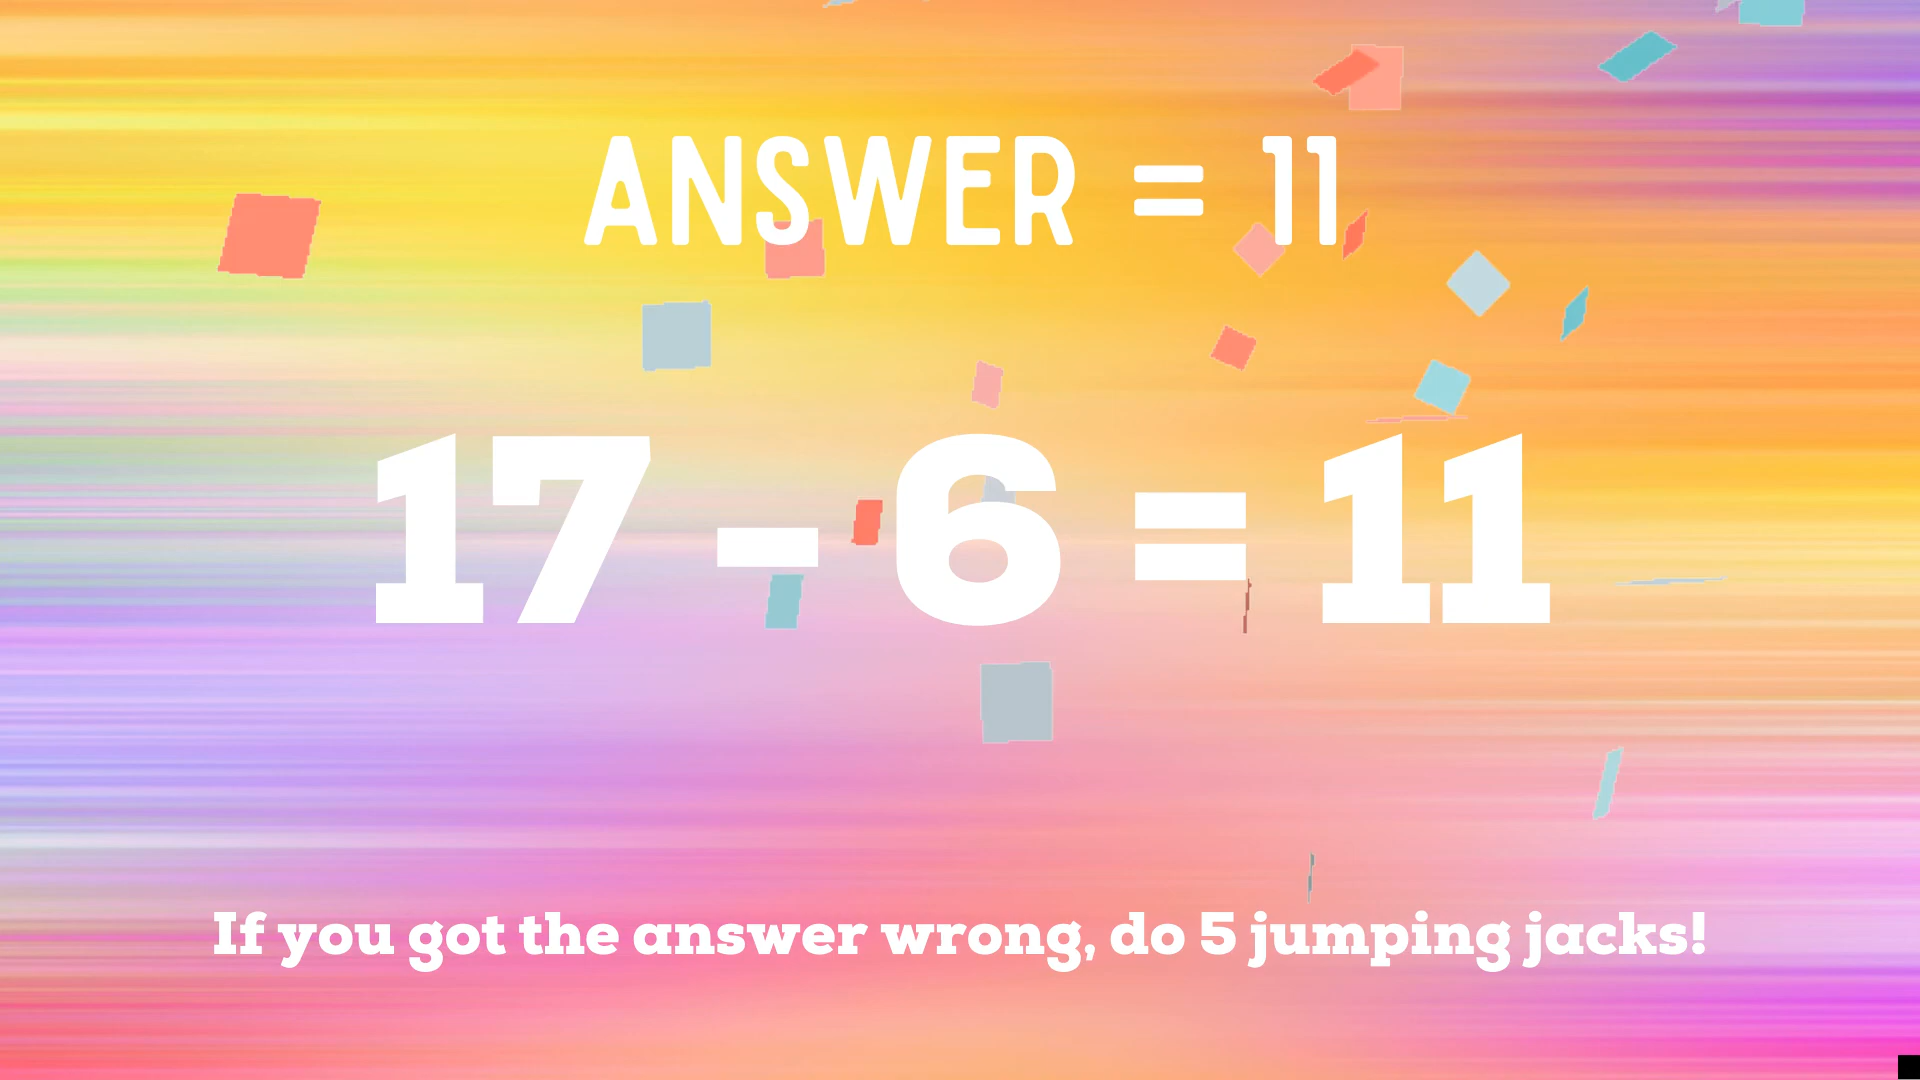 ANSWER = 11
17 - 6 = 11
If you got the answer wrong, do 5 jumping jacks!